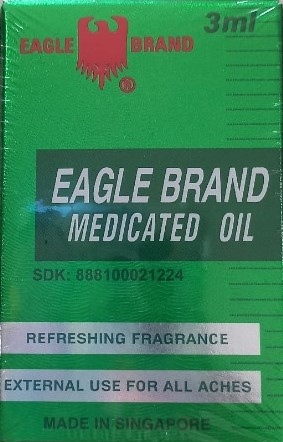 3ml
EAGLE BRAND
®
EAGLE BRAND
MEDICATED OIL
SDK: 888100021224
REFRESHING FRAGRANCE
EXTERNAL USE FOR ALL ACHES
MADE IN SINGAPORE